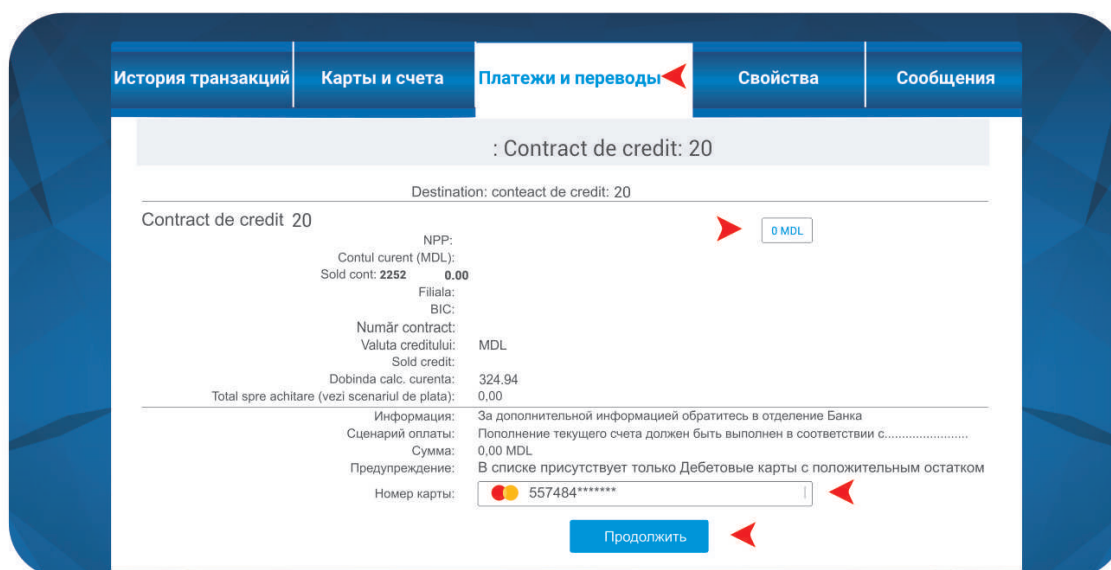 История транзакций Карты и счета Платежи и переводы Свойства Сообщения
: Contract de credit: 20
Destination: conteact de credit: 20
Contract de credit 20
0 MDL
NPP:
Contul curent (MDL):
Sold cont: 2252 0.00
Filiala:
BIC:
Număr contract:
Valuta creditului: MDL
Sold credit:
Dobinda calc. curenta: 324.94
Total spre achitare (vezi scenariul de plata): 0,00
Информация: За дополнительной информацией обратитесь в отделение Банка
Сценарий оплаты: Пополнение текущего счета должен быть выполнен в соответствии с........................
Сумма: 0,00 MDL
Предупреждение: В списке присутствует только Дебетовые карты с положительным остатком
Номер карты: 557484*******
Продолжить